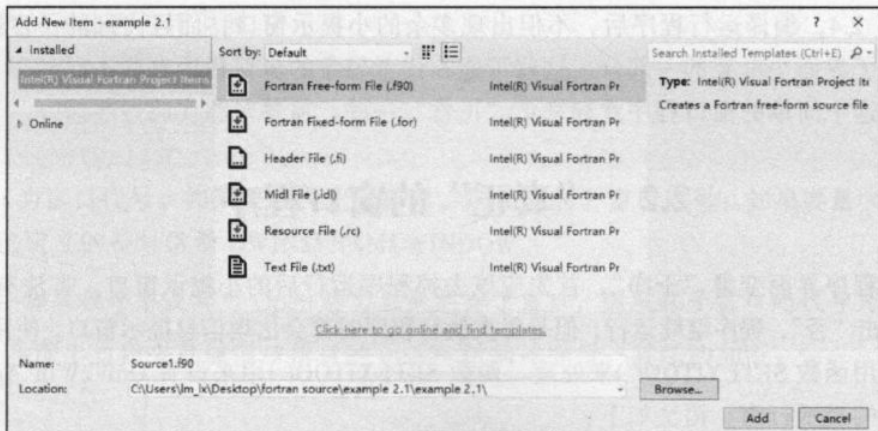 Add New Item - example 2.1
? ×
Installed
Sort by: Default
Search Installed Templates (Ctrl+E)
Intel(R) Visual Fortran Project Items
Fortran Free-form File (.f90) Intel(R) Visual Fortran Pr
Type: Intel(R) Visual Fortran Project Ite
Creates a Fortran free-form source file
Online
Fortran Fixed-form File (.for) Intel(R) Visual Fortran Pr
Header File (.fi) Intel(R) Visual Fortran Pr
Midl File (.idl) Intel(R) Visual Fortran Pr
Resource File (.rc) Intel(R) Visual Fortran Pr
Text File (.txt) Intel(R) Visual Fortran Pr
Click here to go online and find templates.
Name: Source1.f90
Location: C:\Users\lm_lx\Desktop\fortran source\example 2.1\example 2.1\
Browse...
Add Cancel